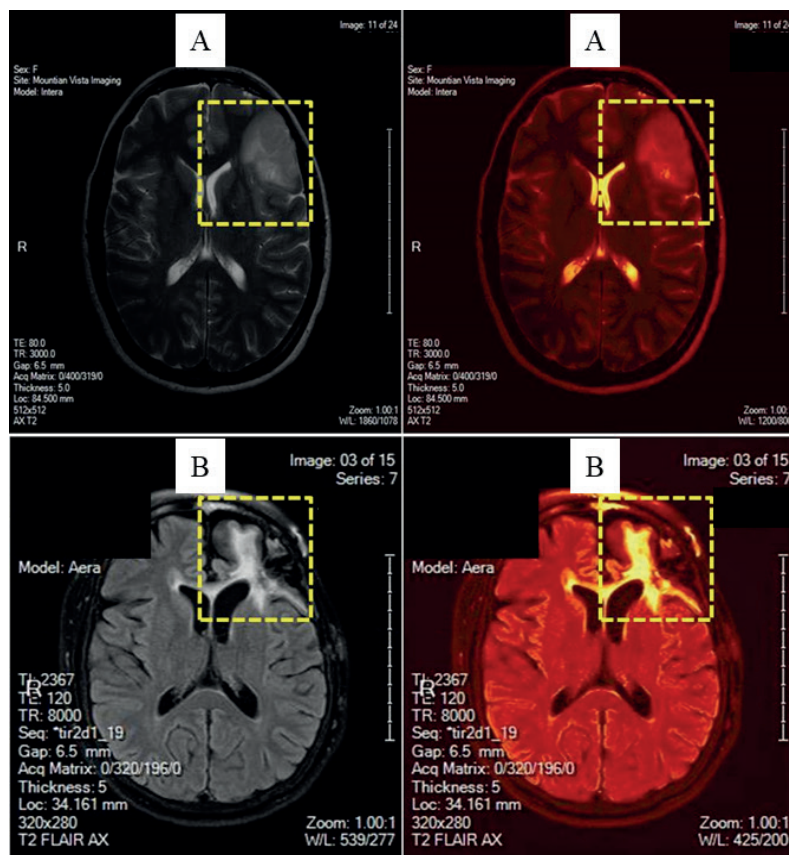 A
Image: 11 of 24
Sex: F
Site: Mountian Vista Imaging
Model: Intera
R
TE: 80.0
TR: 3000.0
Gap: 6.5 mm
Acq Matrix: 0/400/319/0
Thickness: 5.0
Loc: 84.500 mm
512x512
AX T2
Zoom: 1.00:1
W/L: 1860/1078
A
Image: 11 of 24
Sex: F
Site: Mountian Vista Imaging
Model: Intera
R
TE: 80.0
TR: 3000.0
Gap: 6.5 mm
Acq Matrix: 0/400/319/0
Thickness: 5.0
Loc: 84.500 mm
512x512
AX T2
Zoom: 1.00:1
W/L: 1200/800
B
Image: 03 of 15
Series: 7
Model: Aera
R
TI: 2367
TE: 120
TR: 8000
Seq: *tir2d1_19
Gap: 6.5 mm
Acq Matrix: 0/320/196/0
Thickness: 5
Loc: 34.161 mm
320x280
T2 FLAIR AX
Zoom: 1.00:1
W/L: 539/277
B
Image: 03 of 15
Series: 7
Model: Aera
R
TI: 2367
TE: 120
TR: 8000
Seq: *tir2d1_19
Gap: 6.5 mm
Acq Matrix: 0/320/196/0
Thickness: 5
Loc: 34.161 mm
320x280
T2 FLAIR AX
Zoom: 1.00:1
W/L: 425/200